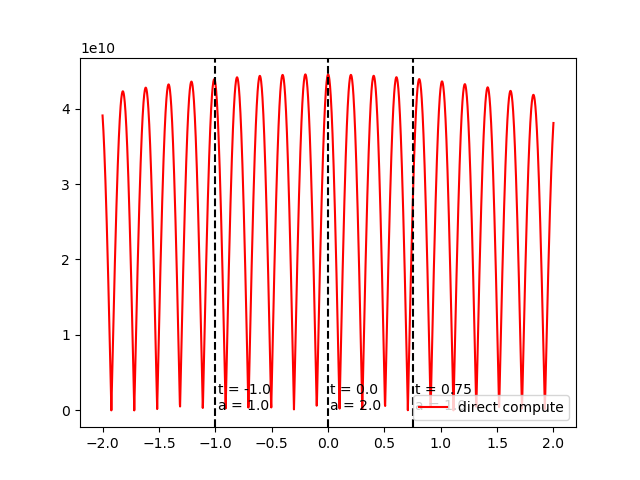 1e10
4
3
2
1
0
t = -1.0
a = 1.0
t = 0.0
a = 2.0
t = 0.75
direct compute
−2.0 −1.5 −1.0 −0.5 0.0 0.5 1.0 1.5 2.0